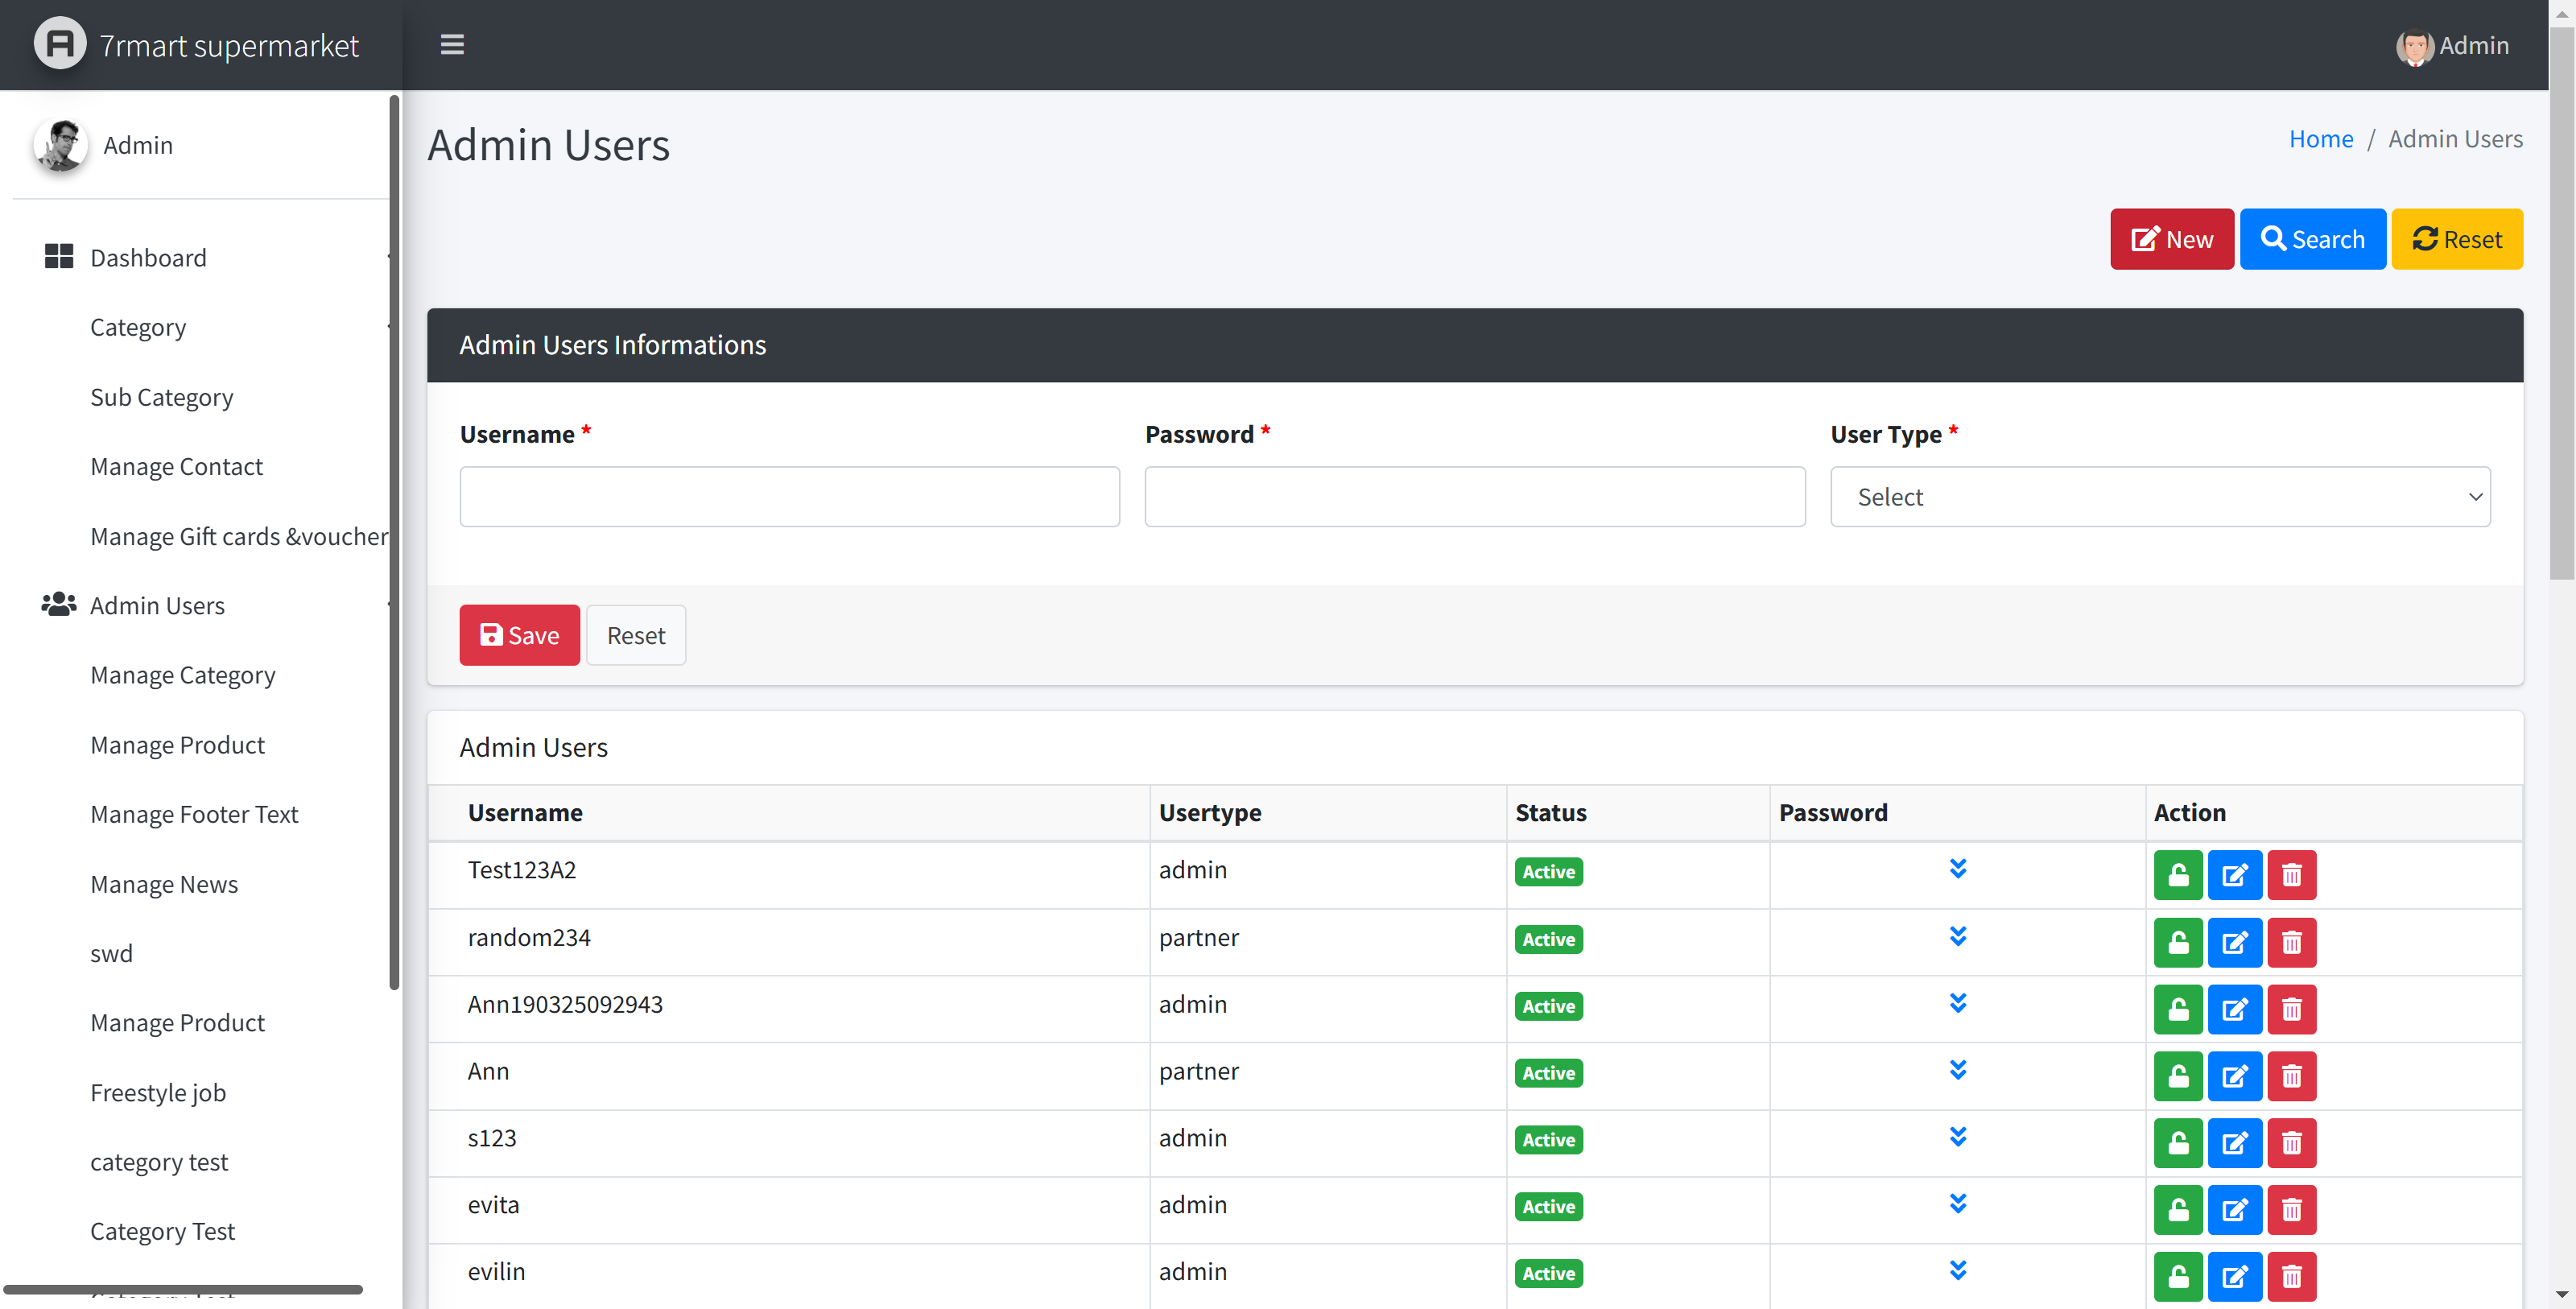 7rmart supermarket
Admin
Admin
Dashboard
Category
Sub Category
Manage Contact
Manage Gift cards &voucher
Admin Users
Manage Category
Manage Product
Manage Footer Text
Manage News
swd
Manage Product
Freestyle job
category test
Category Test
Admin Users
Home / Admin Users
New Search Reset
Admin Users Informations
Username * Password * User Type *
Select
Save Reset
Admin Users
Username Usertype Status Password Action
Test123A2 admin Active
random234 partner Active
Ann190325092943 admin Active
Ann partner Active
s123 admin Active
evita admin Active
evilin admin Active